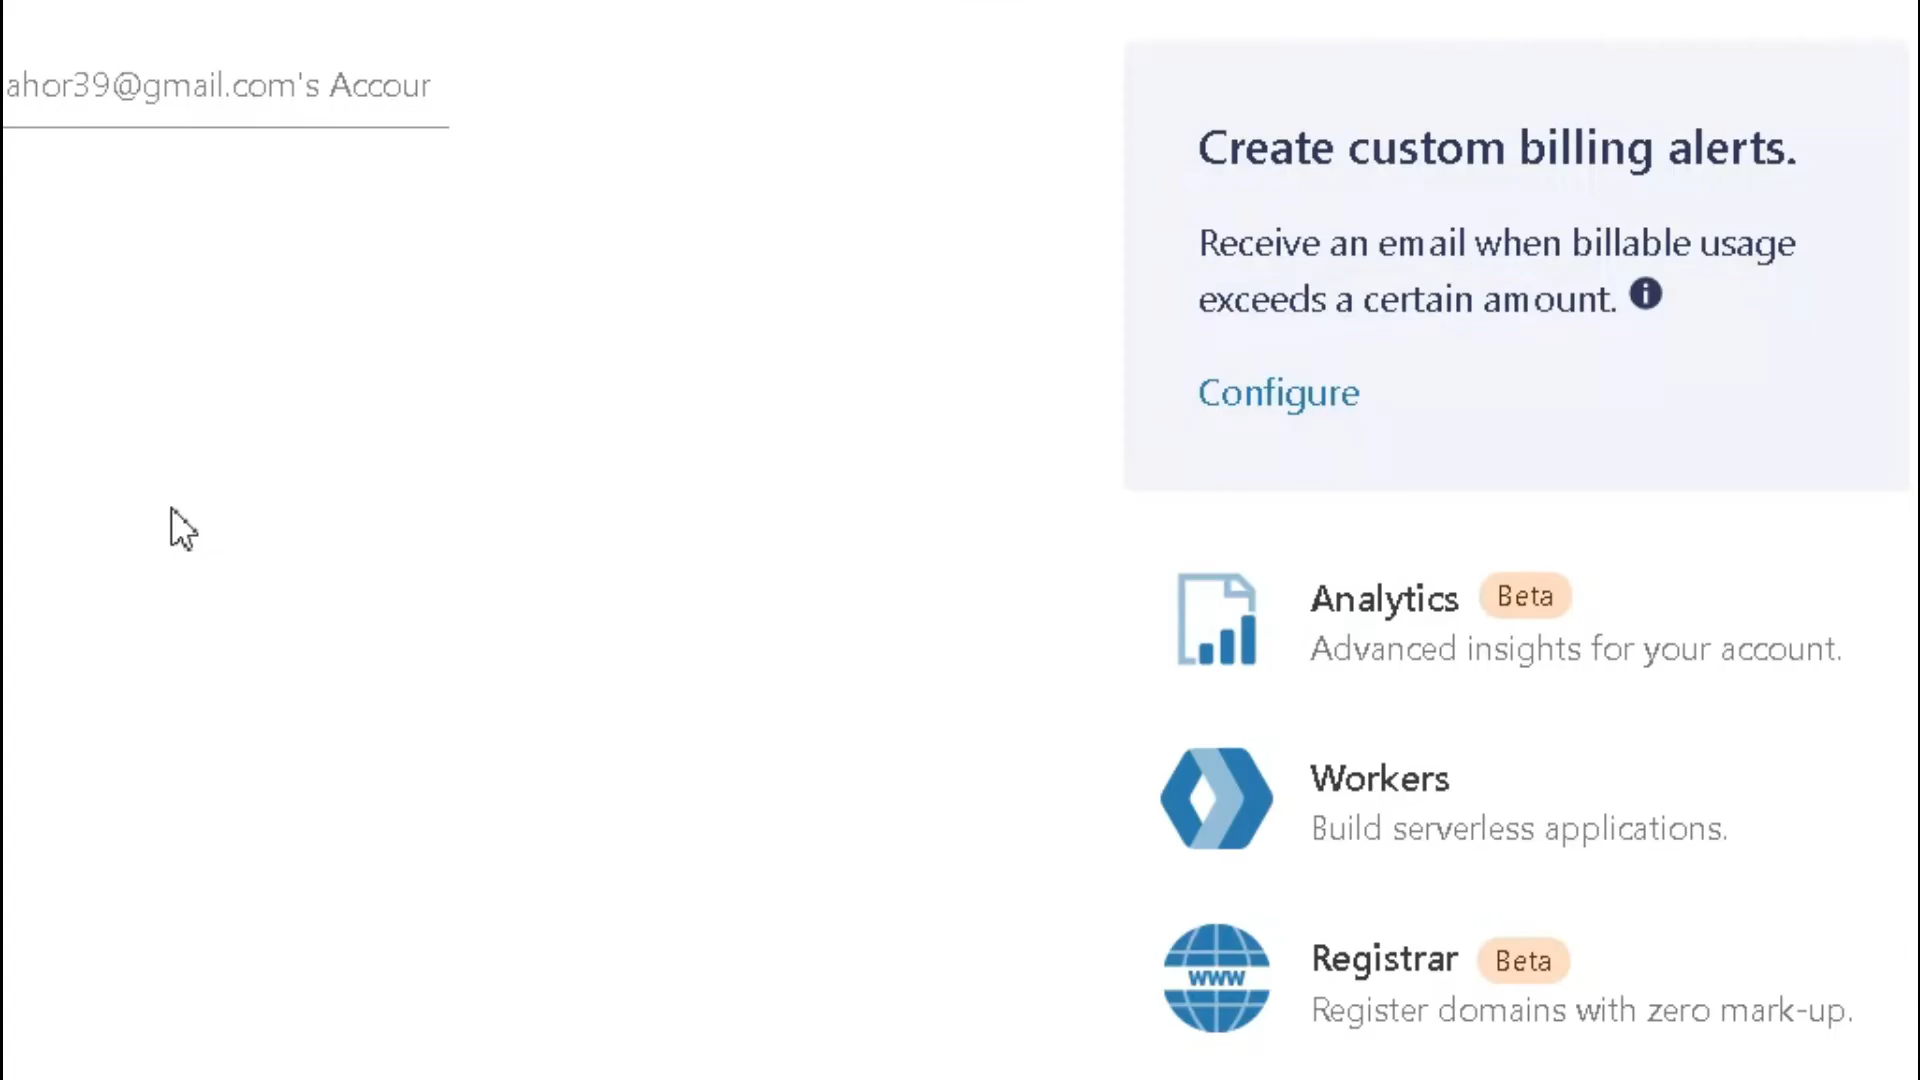 ahor39@gmail.com's Accour
Create custom billing alerts.
Receive an email when billable usage
exceeds a certain amount.
Configure
Analytics Beta
Advanced insights for your account.
Workers
Build serverless applications.
www
Registrar Beta
Register domains with zero mark-up.